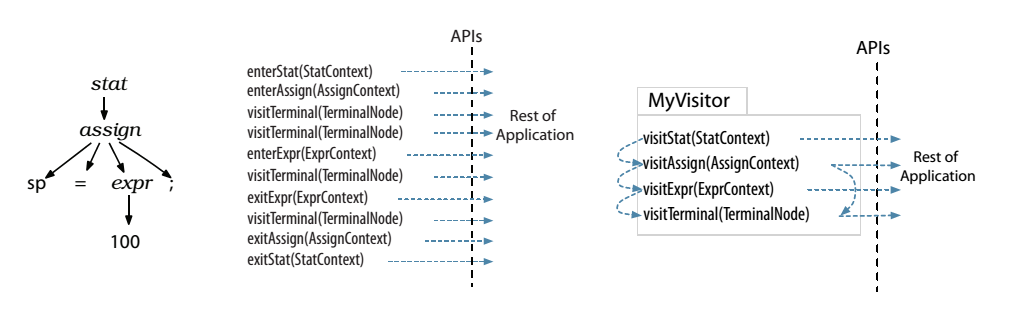 stat
assign
sp = expr ;
100
APIs
enterStat(StatContext)
enterAssign(AssignContext)
visitTerminal(TerminalNode)
visitTerminal(TerminalNode)
enterExpr(ExprContext)
visitTerminal(TerminalNode)
exitExpr(ExprContext)
visitTerminal(TerminalNode)
exitAssign(AssignContext)
exitStat(StatContext)
Rest of
Application
APIs
MyVisitor
visitStat(StatContext)
visitAssign(AssignContext)
visitExpr(ExprContext)
visitTerminal(TerminalNode)
Rest of
Application